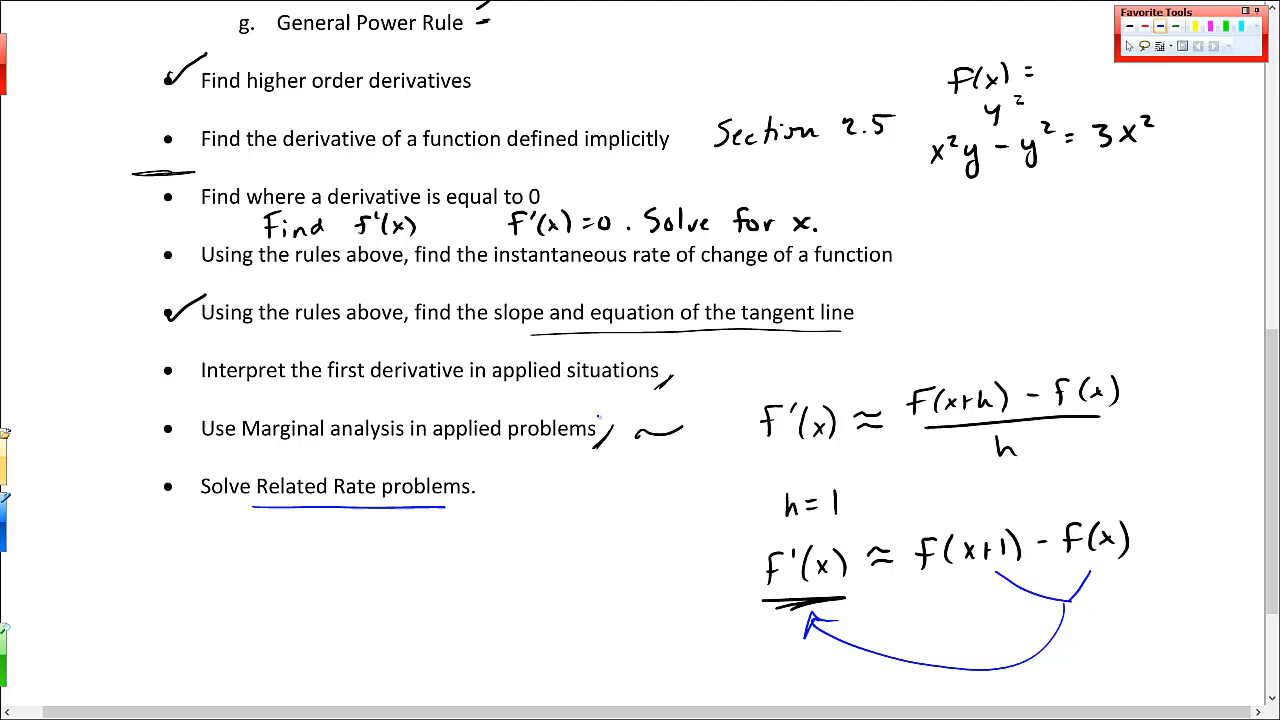 g. General Power Rule
Favorite Tools
• Find higher order derivatives
f(x) =
y²
• Find the derivative of a function defined implicitly Section 2.5
x²y - y² = 3x²
• Find where a derivative is equal to 0
Find f'(x) f'(x)=0. Solve for x.
• Using the rules above, find the instantaneous rate of change of a function
• Using the rules above, find the slope and equation of the tangent line
• Interpret the first derivative in applied situations
• Use Marginal analysis in applied problems
f'(x) ≈ f(x+h) - f(x)
h
• Solve Related Rate problems.
h = 1
f'(x) ≈ f(x+1) - f(x)